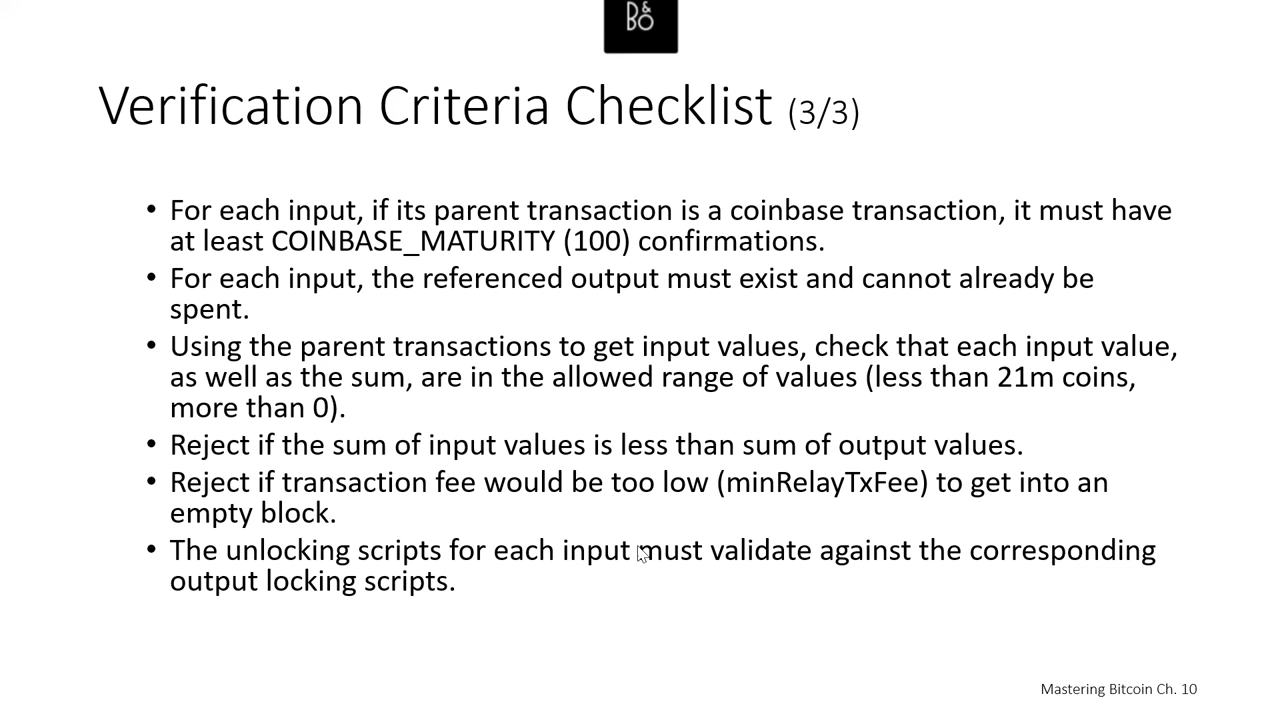 B&O
Verification Criteria Checklist (3/3)
• For each input, if its parent transaction is a coinbase transaction, it must have
at least COINBASE_MATURITY (100) confirmations.
• For each input, the referenced output must exist and cannot already be
spent.
• Using the parent transactions to get input values, check that each input value,
as well as the sum, are in the allowed range of values (less than 21m coins,
more than 0).
• Reject if the sum of input values is less than sum of output values.
• Reject if transaction fee would be too low (minRelayTxFee) to get into an
empty block.
• The unlocking scripts for each input must validate against the corresponding
output locking scripts.
Mastering Bitcoin Ch. 10